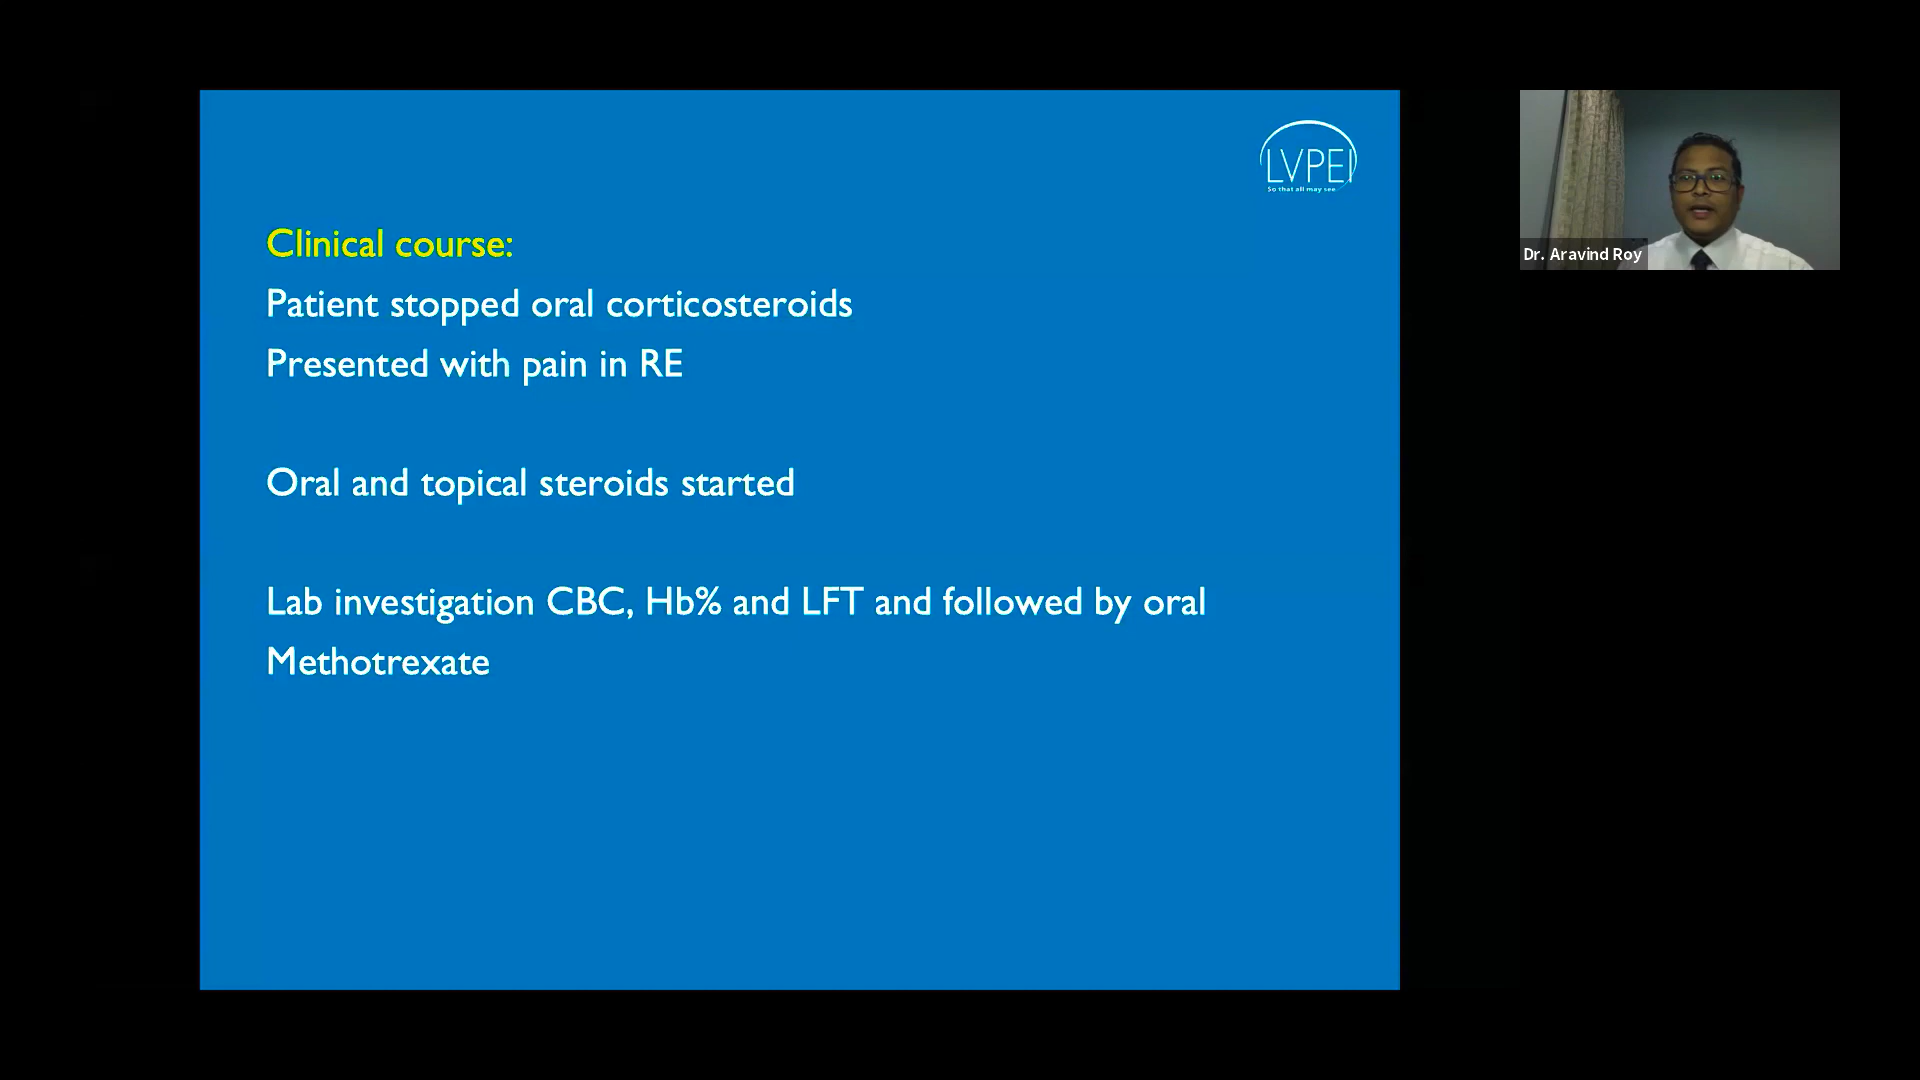 LVPEI
So that all may see
Clinical course:
Patient stopped oral corticosteroids
Presented with pain in RE
Oral and topical steroids started
Lab investigation CBC, Hb% and LFT and followed by oral
Methotrexate
Dr. Aravind Roy